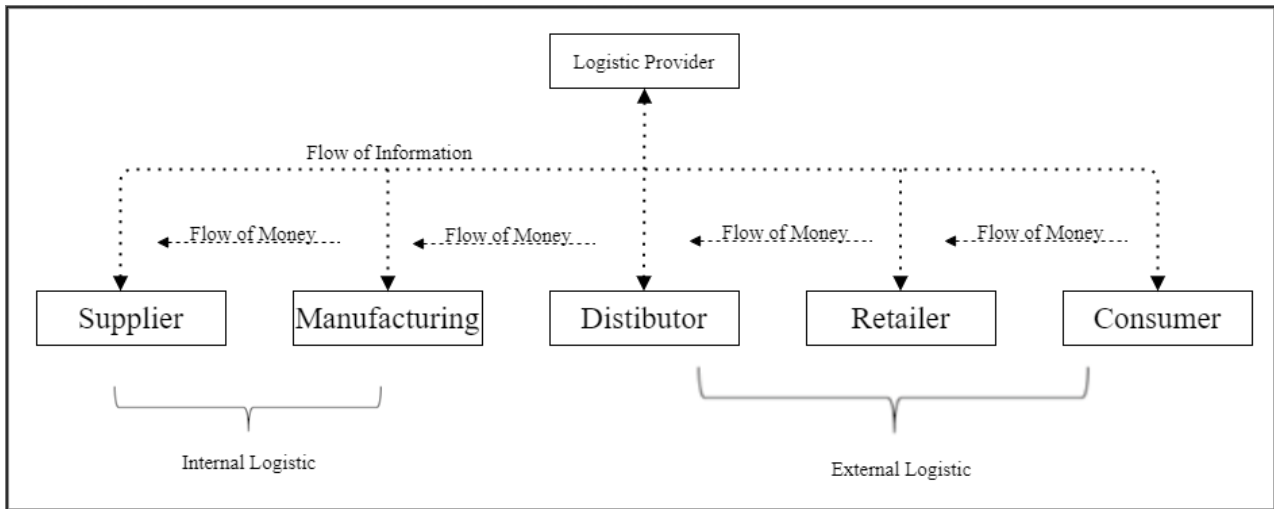 Logistic Provider
Flow of Information
Flow of Money
Flow of Money
Flow of Money
Flow of Money
Supplier
Manufacturing
Distibutor
Retailer
Consumer
Internal Logistic
External Logistic